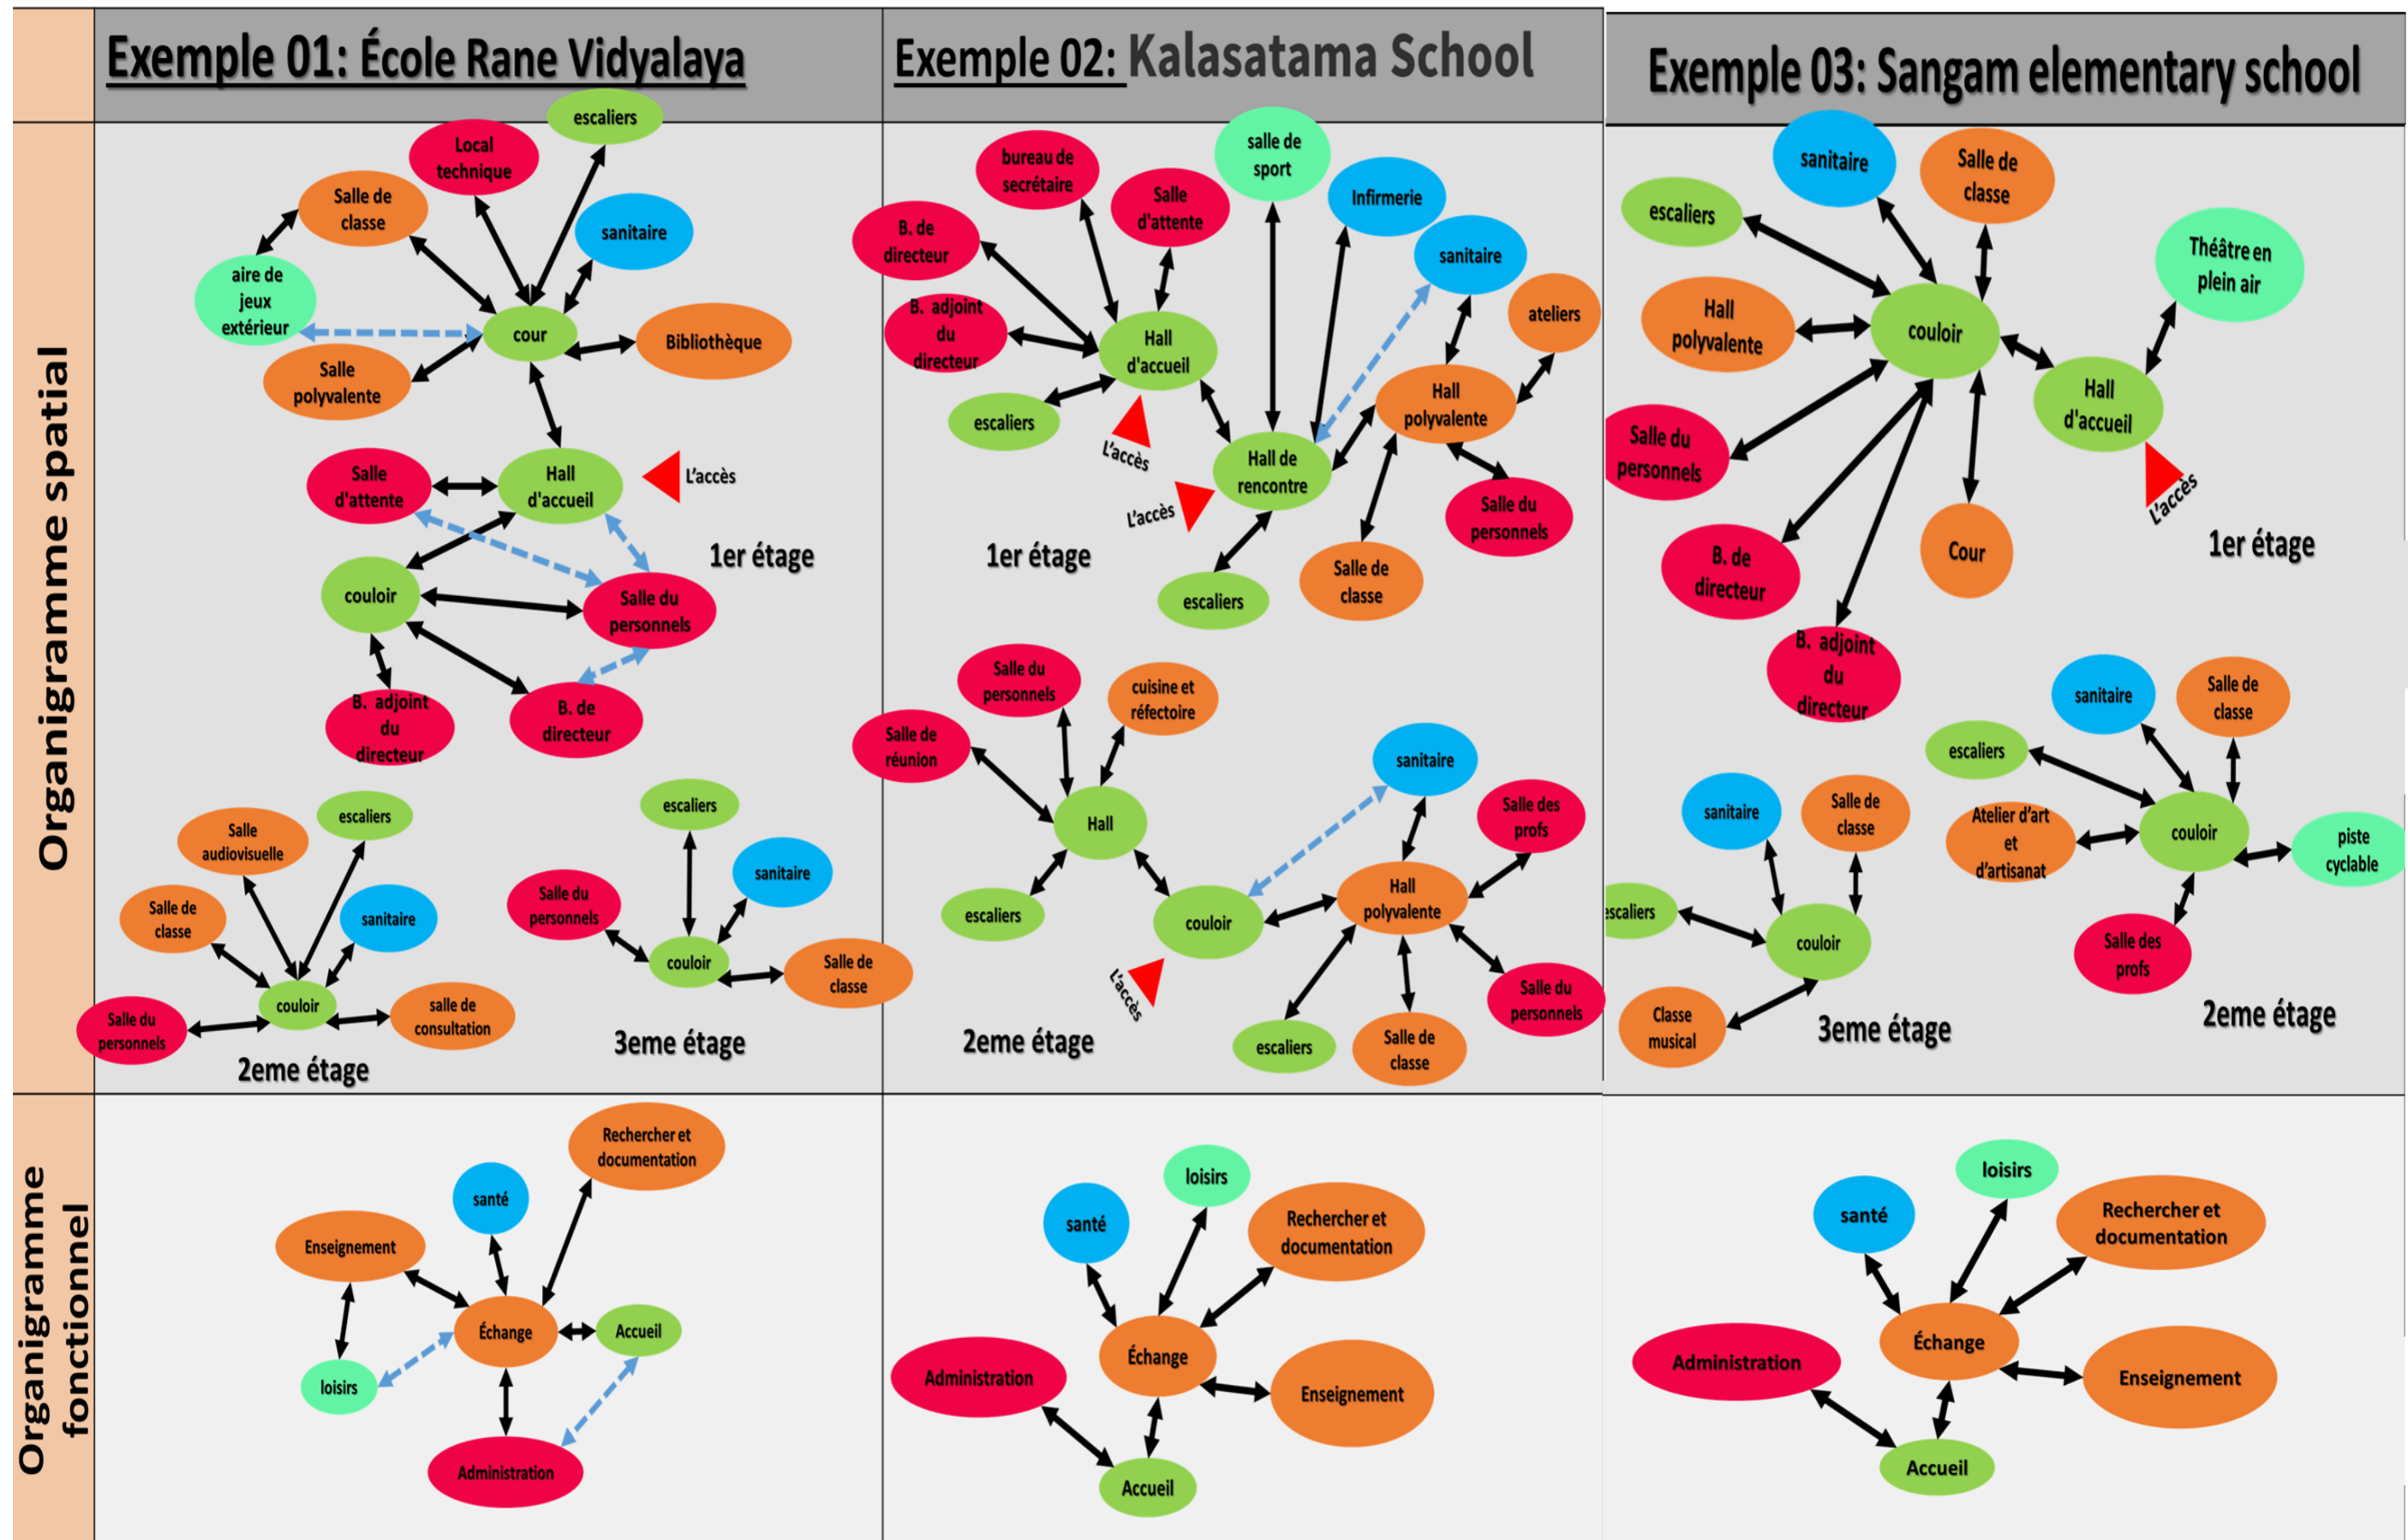 Exemple 01: École Rane Vidyalaya
Exemple 02: Kalasatama School
Exemple 03: Sangam elementary school
Organigramme spatial
escaliers
Local
technique
Salle de
classe
sanitaire
aire de
jeux
extérieur
cour
Bibliothèque
Salle
polyvalente
Salle
d'attente
Hall
d'accueil
L'accès
1er étage
couloir
Salle du
personnels
B. adjoint
du
directeur
B. de
directeur
escaliers
Salle
audiovisuelle
Salle de
classe
sanitaire
couloir
Salle du
personnels
salle de
consultation
2eme étage
escaliers
sanitaire
Salle du
personnels
couloir
Salle de
classe
3eme étage
bureau de
secrétaire
salle de
sport
Salle
d'attente
Infirmerie
B. de
directeur
sanitaire
B. adjoint
du
directeur
Hall
d'accueil
ateliers
escaliers
Hall
polyvalente
L'accès
Hall de
rencontre
L'accès
Salle du
personnels
1er étage
Salle de
classe
escaliers
Salle du
personnels
cuisine et
réfectoire
Salle de
réunion
sanitaire
Hall
Salle des
profs
escaliers
couloir
Hall
polyvalente
L'accès
Salle du
personnels
2eme étage
escaliers
Salle de
classe
sanitaire
Salle de
classe
escaliers
Théâtre en
plein air
Hall
polyvalente
couloir
Hall
d'accueil
Salle du
personnels
L'accès
B. de
directeur
Cour
1er étage
B. adjoint
du
directeur
sanitaire
Salle de
classe
escaliers
Atelier d'art
et
d'artisanat
couloir
piste
cyclable
Salle des
profs
2eme étage
sanitaire
Salle de
classe
escaliers
couloir
Classe
musical
3eme étage
Organigramme
fonctionnel
Rechercher et
documentation
santé
Enseignement
Échange
Accueil
loisirs
Administration
loisirs
santé
Rechercher et
documentation
Échange
Administration
Enseignement
Accueil
loisirs
santé
Rechercher et
documentation
Échange
Administration
Enseignement
Accueil